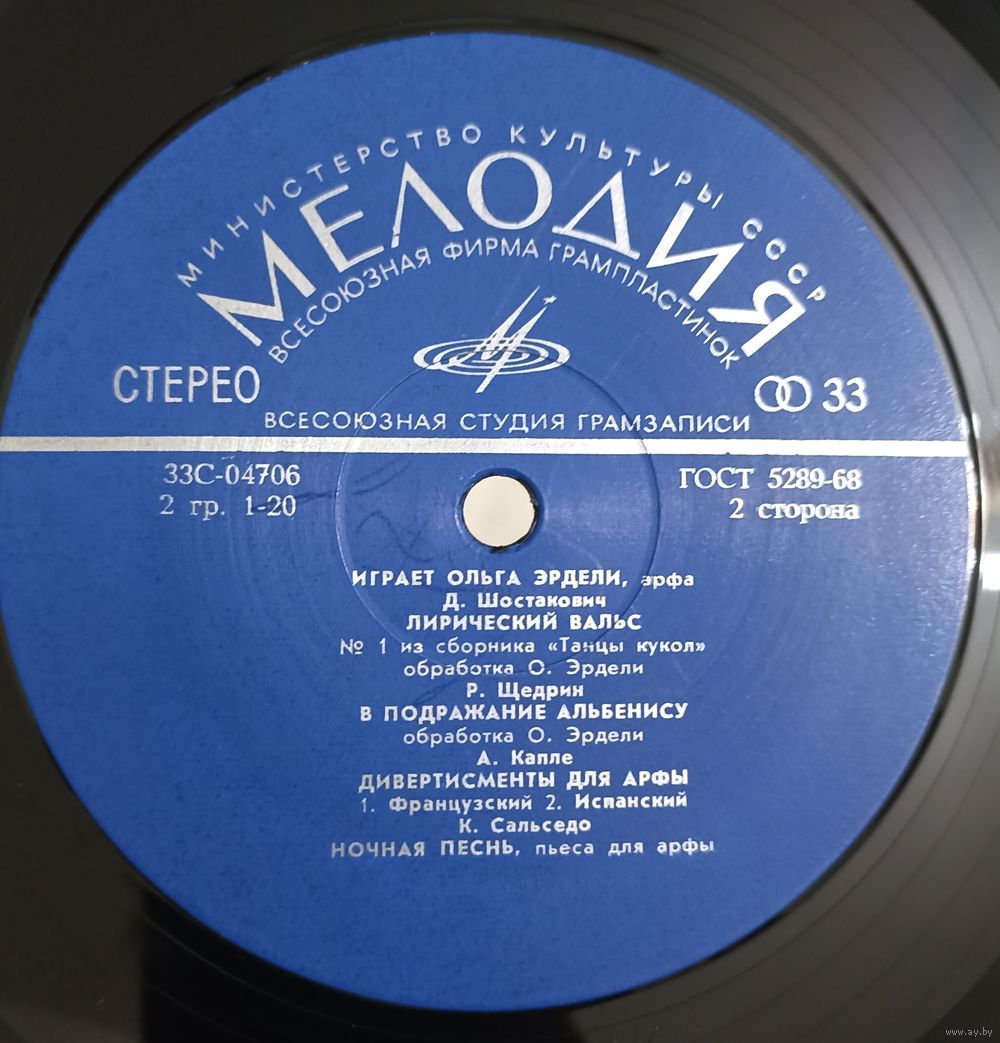 МИНИСТЕРСТВО КУЛЬТУРЫ СССР
МЕЛОДИЯ
ВСЕСОЮЗНАЯ ФИРМА ГРАМПЛАСТИНОК
СТЕРЕО
33
ВСЕСОЮЗНАЯ СТУДИЯ ГРАМЗАПИСИ
33С-04706
ГОСТ 5289-68
2 гр. 1-20
2 сторона
ИГРАЕТ ОЛЬГА ЭРДЕЛИ, арфа
Д. Шостакович
ЛИРИЧЕСКИЙ ВАЛЬС
№ 1 из сборника «Танцы кукол»
обработка О. Эрдели
Р. Щедрин
В ПОДРАЖАНИЕ АЛЬБЕНИСУ
обработка О. Эрдели
А. Капле
ДИВЕРТИСМЕНТЫ ДЛЯ АРФЫ
1. Французский 2. Испанский
К. Сальседо
НОЧНАЯ ПЕСНЬ, пьеса для арфы
www.ay.by